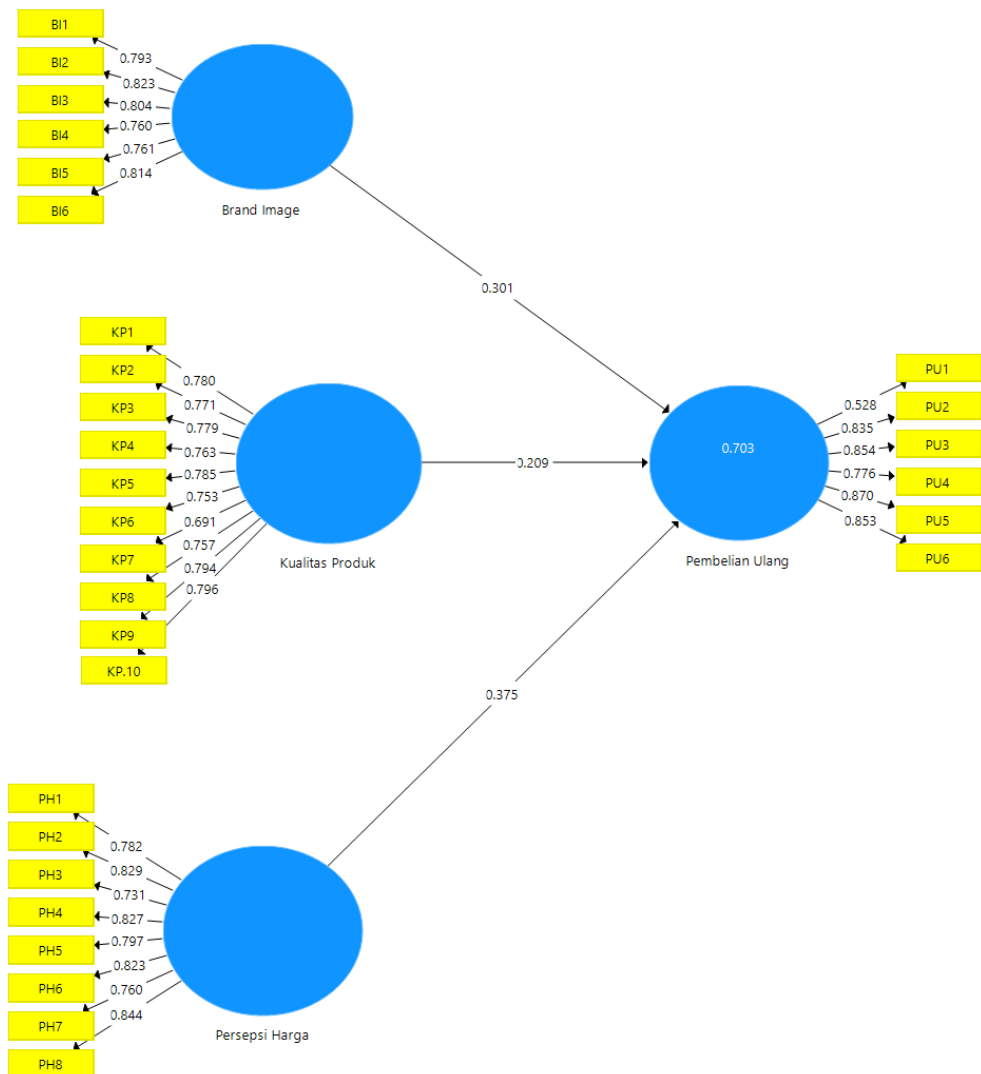 BI1
BI2
BI3
BI4
BI5
BI6
0.793
0.823
0.804
0.760
0.761
0.814
Brand Image
0.301
KP1
KP2
KP3
KP4
KP5
KP6
KP7
KP8
KP9
KP.10
0.780
0.771
0.779
0.763
0.785
0.753
0.691
0.757
0.794
0.796
Kualitas Produk
0.209
0.703
Pembelian Ulang
0.528
0.835
0.854
0.776
0.870
0.853
PU1
PU2
PU3
PU4
PU5
PU6
0.375
PH1
PH2
PH3
PH4
PH5
PH6
PH7
PH8
0.782
0.829
0.731
0.827
0.797
0.823
0.760
0.844
Persepsi Harga